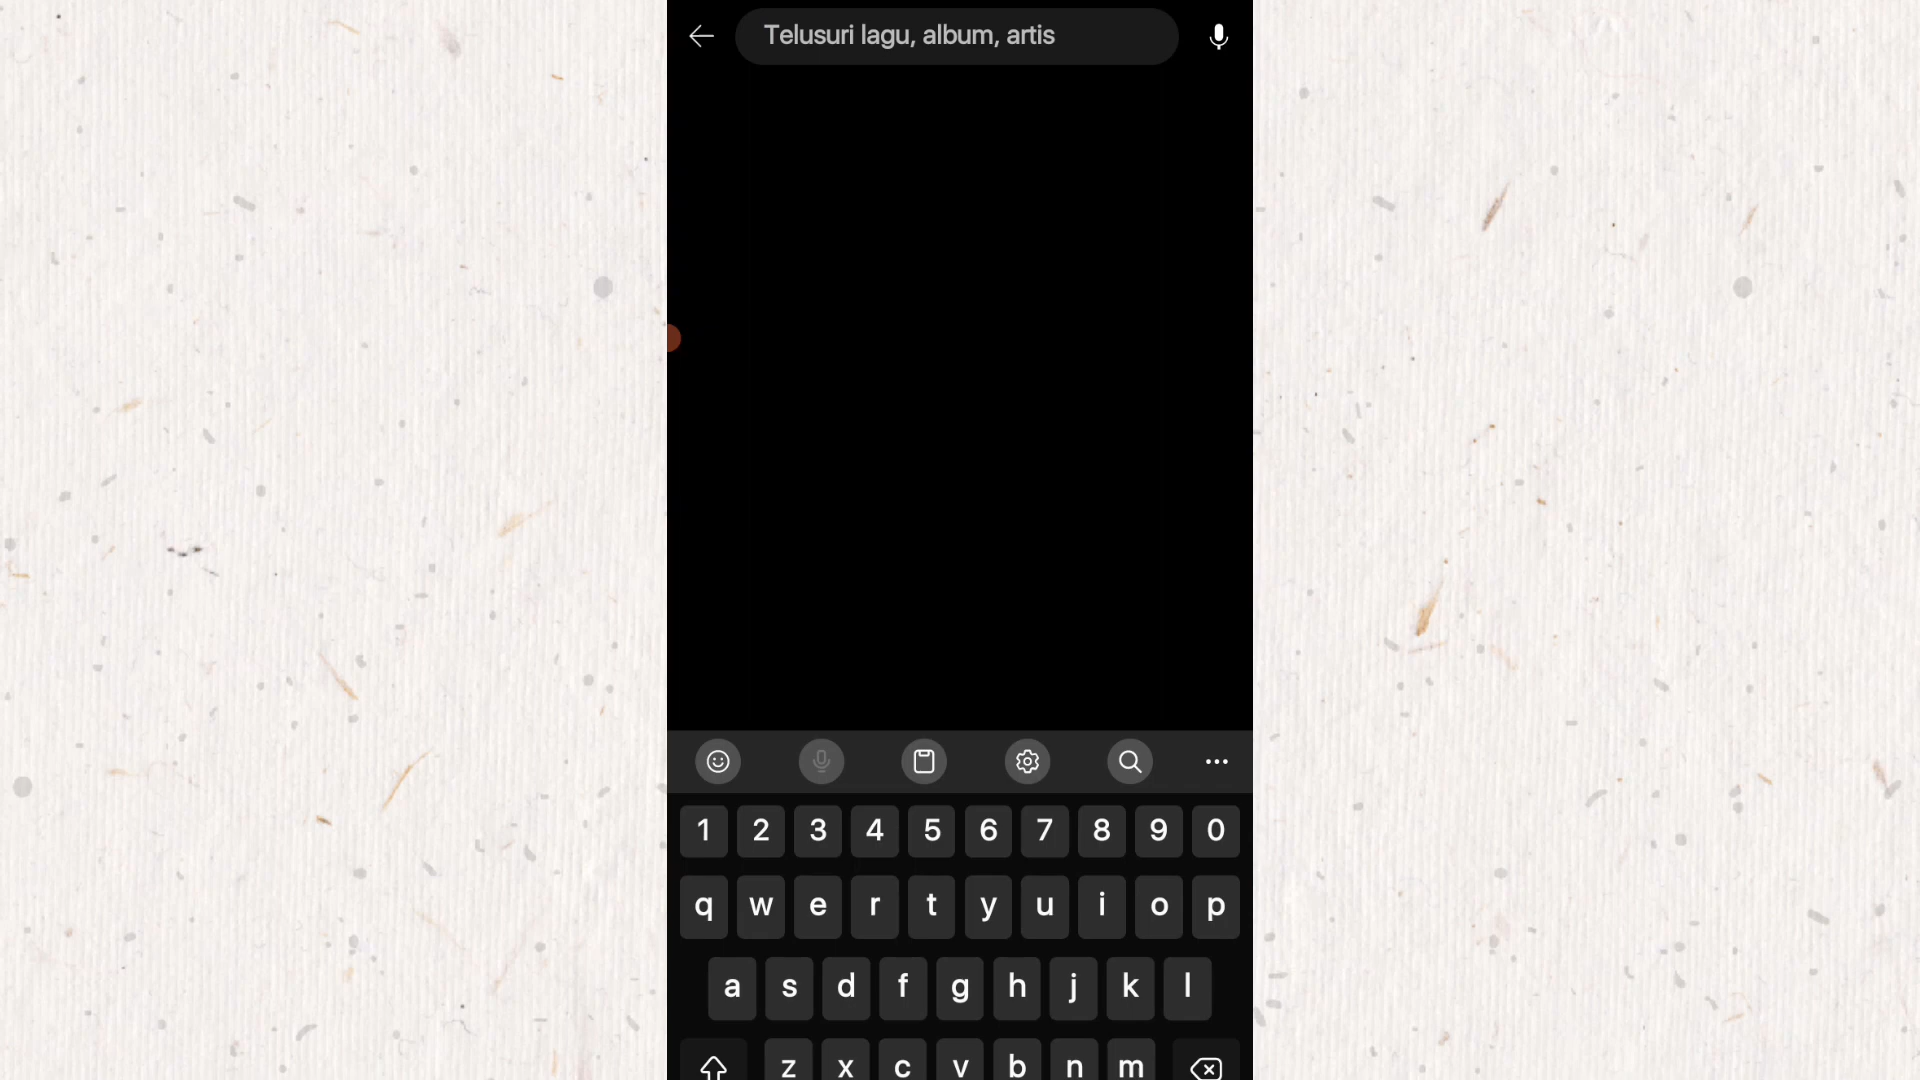 Telusuri lagu, album, artis
1 2 3 4 5 6 7 8 9 0
q w e r t y u i o p
a s d f g h j k l
z x c v b n m